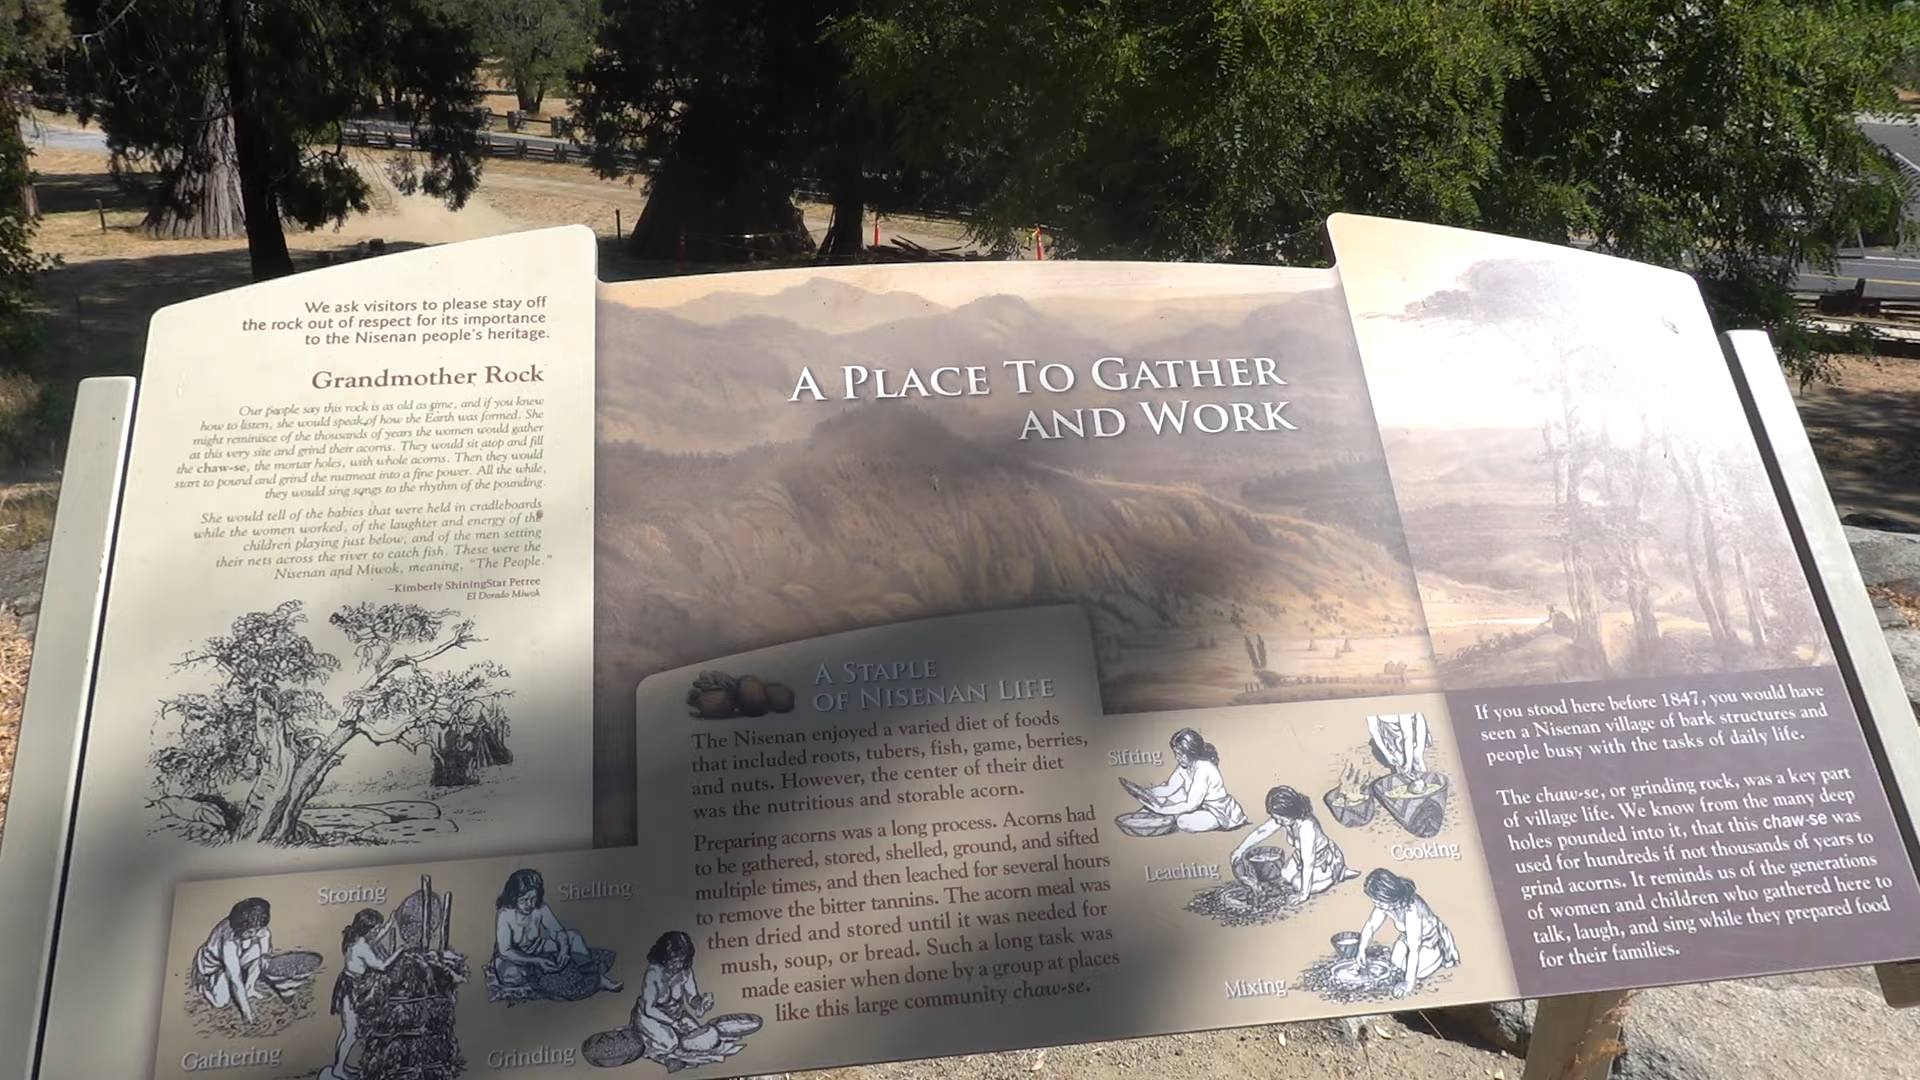 We ask visitors to please stay off
the rock out of respect for its importance
to the Nisenan people's heritage.
Grandmother Rock
Our people say this rock is as old as time, and if you knew
how to listen, she would speak of how the Earth was formed. She
might reminisce of the thousands of years the women would gather
at this very site and grind their acorns. They would sit atop and fill
the chaw-se, the mortar holes, with whole acorns. Then they would
start to pound and grind the nutmeat into a fine power. All the while,
they would sing songs to the rhythm of the pounding.
She would tell of the babies that were held in cradleboards
while the women worked, of the laughter and energy of the
children playing just below, and of the men setting
their nets across the river to catch fish. These were the
Nisenan and Miwok, meaning, "The People."
–Kimberly ShiningStar Petree
El Dorado Miwok
A PLACE TO GATHER
AND WORK
A STAPLE
OF NISENAN LIFE
The Nisenan enjoyed a varied diet of foods
that included roots, tubers, fish, game, berries,
and nuts. However, the center of their diet
was the nutritious and storable acorn.
Preparing acorns was a long process. Acorns had
to be gathered, stored, shelled, ground, and sifted
multiple times, and then leached for several hours
to remove the bitter tannins. The acorn meal was
then dried and stored until it was needed for
mush, soup, or bread. Such a long task was
made easier when done by a group at places
like this large community chaw-se.
Gathering
Storing
Shelling
Grinding
Sifting
Leaching
Mixing
Cooking
If you stood here before 1847, you would have
seen a Nisenan village of bark structures and
people busy with the tasks of daily life.
The chaw-se, or grinding rock, was a key part
of village life. We know from the many deep
holes pounded into it, that this chaw-se was
used for hundreds if not thousands of years to
grind acorns. It reminds us of the generations
of women and children who gathered here to
talk, laugh, and sing while they prepared food
for their families.